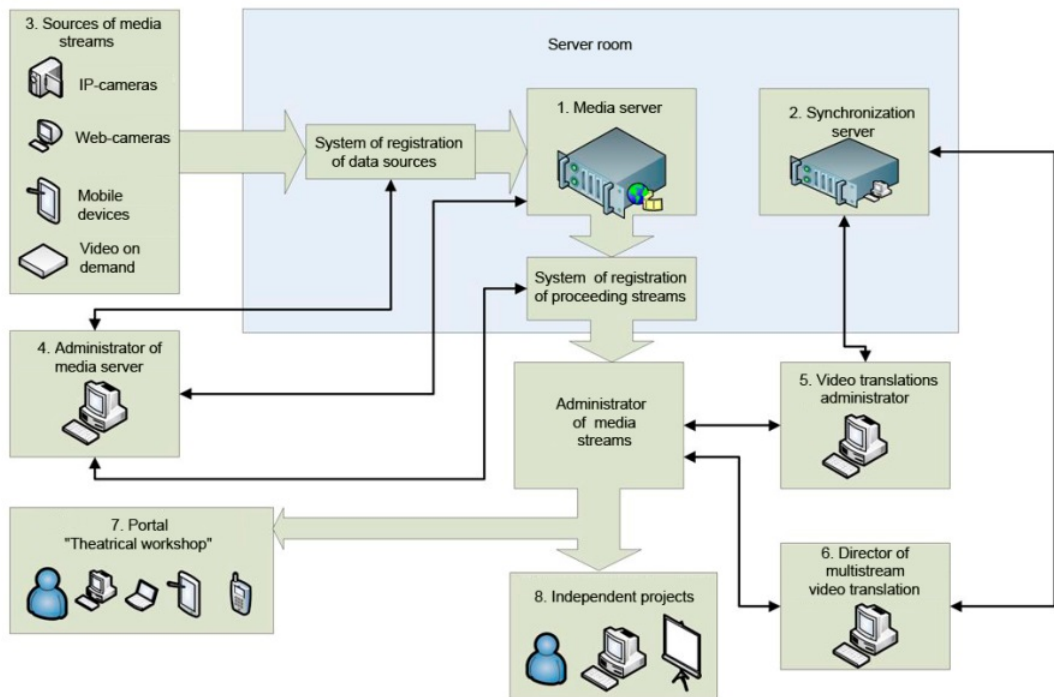 3. Sources of media
streams
IP-cameras
Web-cameras
Mobile
devices
Video on
demand
Server room
System of registration
of data sources
1. Media server
2. Synchronization
server
System of registration
of proceeding streams
4. Administrator of
media server
Administrator
of media
streams
5. Video translations
administrator
6. Director of
multistream
video translation
7. Portal
"Theatrical workshop"
8. Independent projects